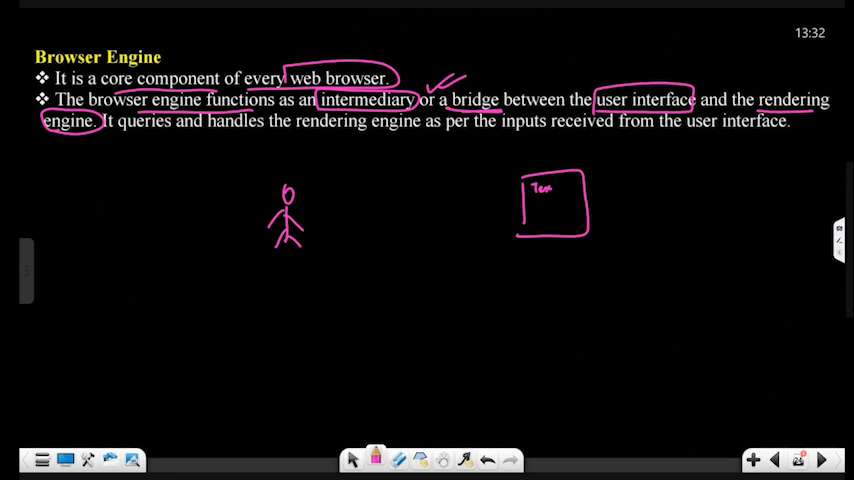 13:32
Browser Engine
❖ It is a core component of every web browser.
❖ The browser engine functions as an intermediary or a bridge between the user interface and the rendering
engine. It queries and handles the rendering engine as per the inputs received from the user interface.
Tex
24